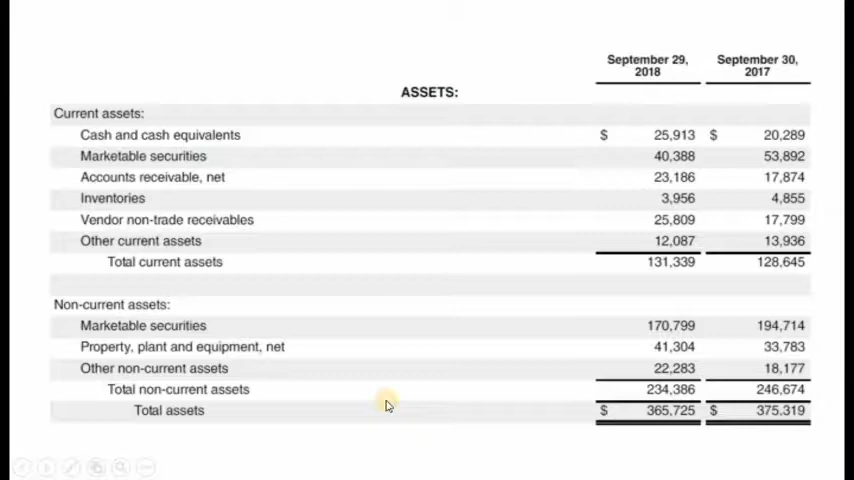 September 29, 2018 September 30, 2017
ASSETS:
Current assets:
Cash and cash equivalents $ 25,913 $ 20,289
Marketable securities 40,388 53,892
Accounts receivable, net 23,186 17,874
Inventories 3,956 4,855
Vendor non-trade receivables 25,809 17,799
Other current assets 12,087 13,936
Total current assets 131,339 128,645
Non-current assets:
Marketable securities 170,799 194,714
Property, plant and equipment, net 41,304 33,783
Other non-current assets 22,283 18,177
Total non-current assets 234,386 246,674
Total assets $ 365,725 $ 375,319